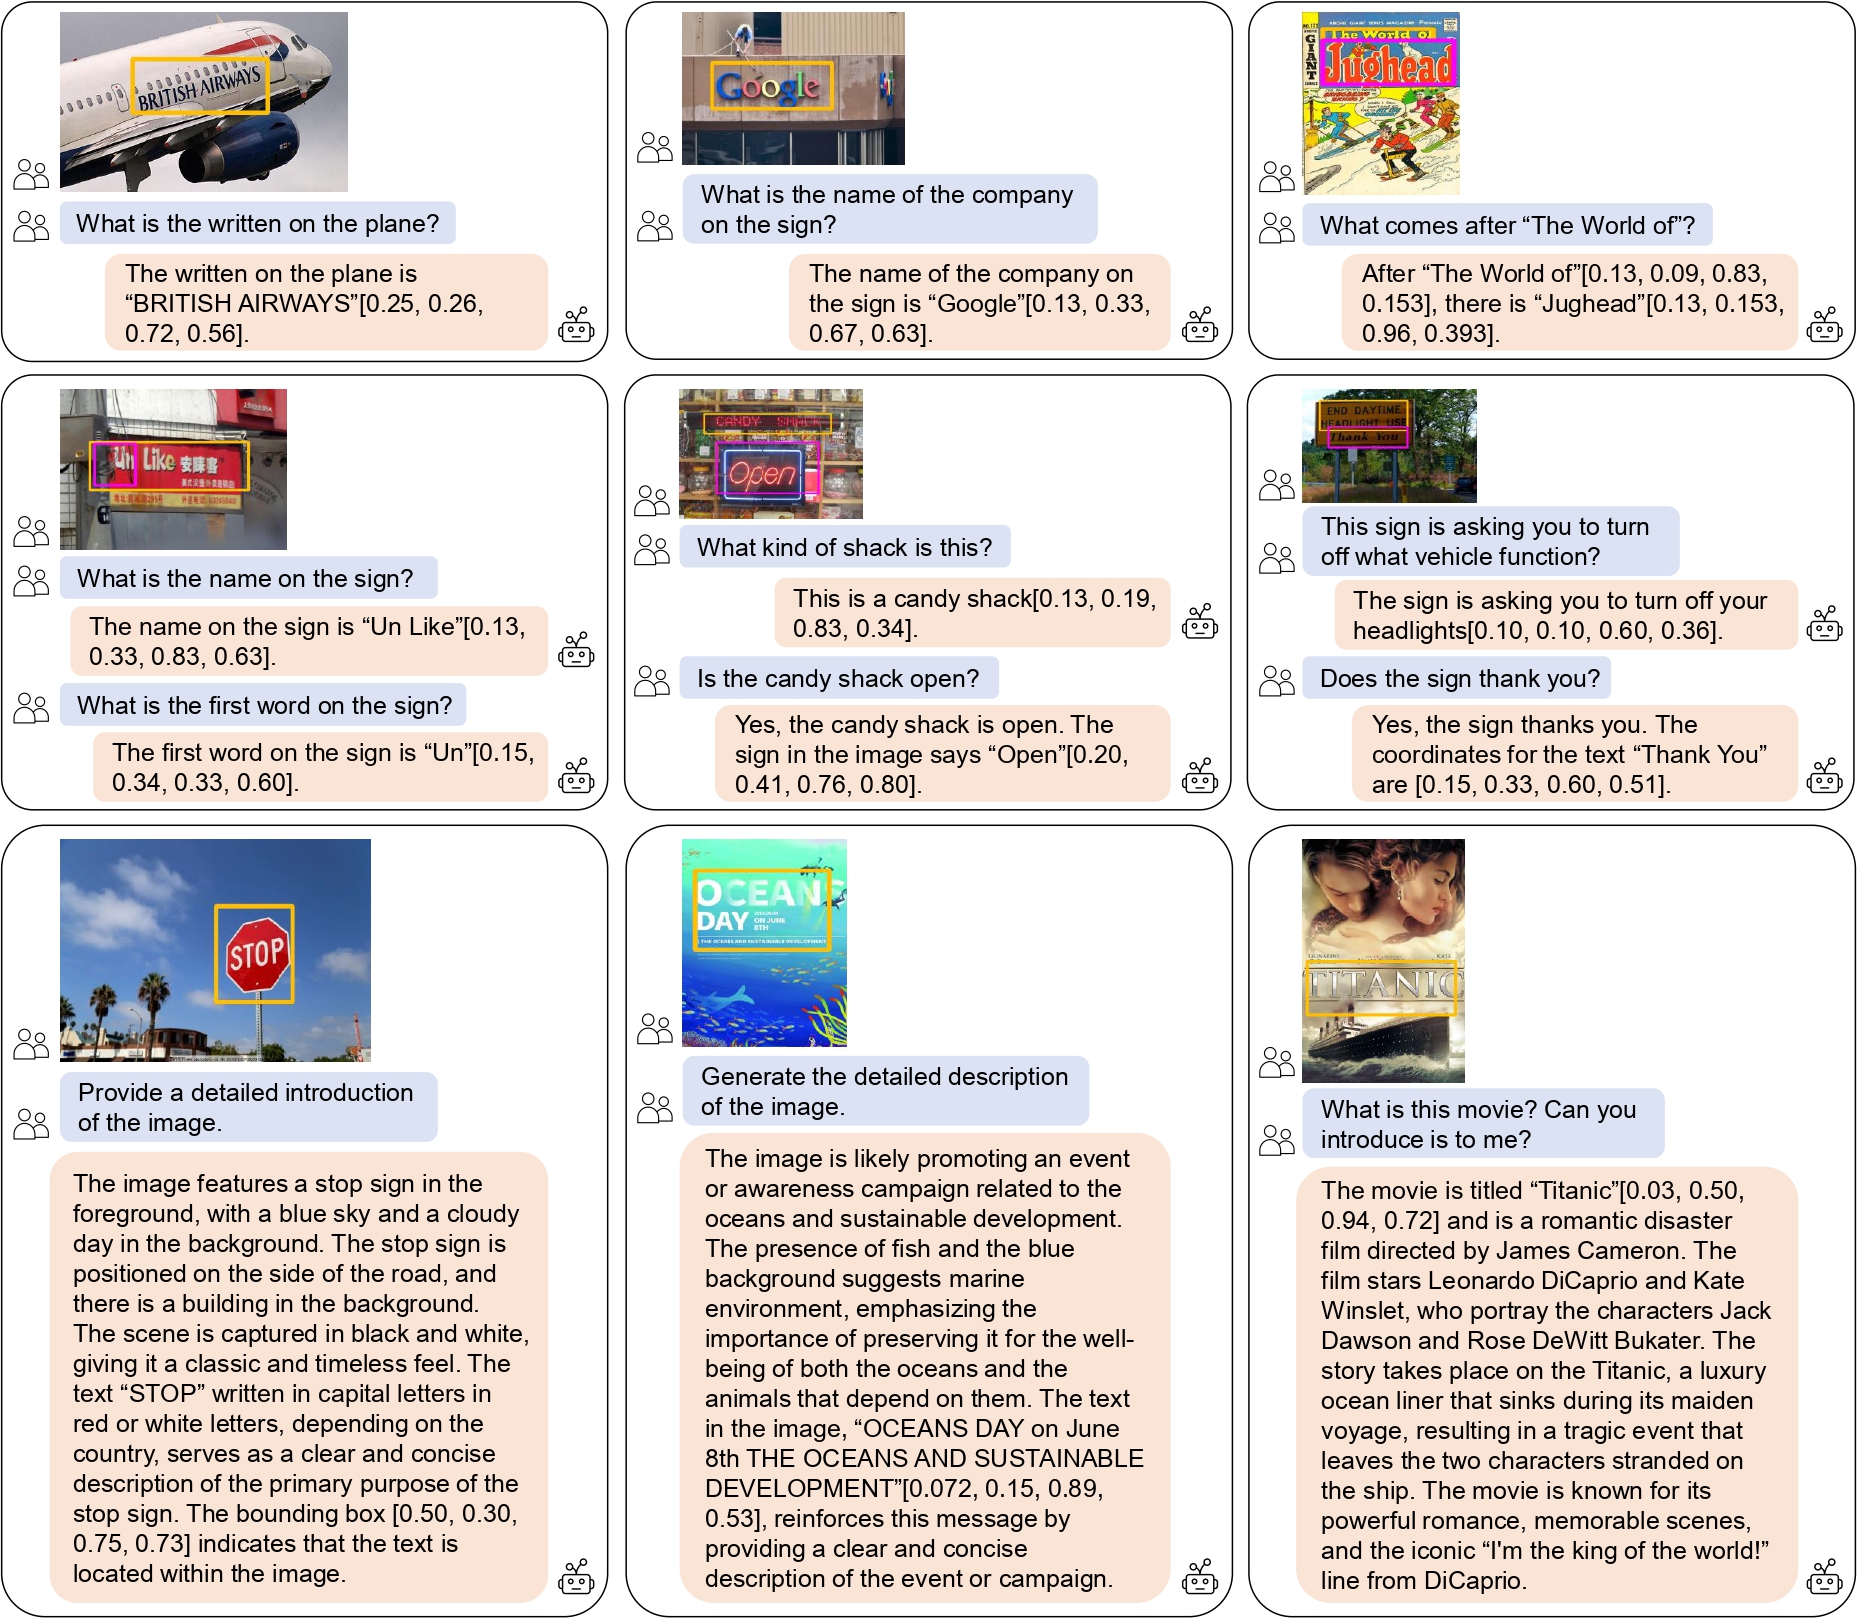 BRITISH AIRWAYS
What is the written on the plane?
The written on the plane is
“BRITISH AIRWAYS”[0.25, 0.26,
0.72, 0.56].
Google
What is the name of the company
on the sign?
The name of the company on
the sign is “Google”[0.13, 0.33,
0.67, 0.63].
ARCHIE GIANT SERIES MAGAZINE Presents
GIANT
The World of
Jughead
What comes after “The World of”?
After “The World of”[0.13, 0.09, 0.83,
0.153], there is “Jughead”[0.13, 0.153,
0.96, 0.393].
Un Like 安眯客
What is the name on the sign?
The name on the sign is “Un Like”[0.13,
0.33, 0.83, 0.63].
What is the first word on the sign?
The first word on the sign is “Un”[0.15,
0.34, 0.33, 0.60].
CANDY SHACK
Open
What kind of shack is this?
This is a candy shack[0.13, 0.19,
0.83, 0.34].
Is the candy shack open?
Yes, the candy shack is open. The
sign in the image says “Open”[0.20,
0.41, 0.76, 0.80].
END DAYTIME
HEADLIGHT USE
Thank You
This sign is asking you to turn
off what vehicle function?
The sign is asking you to turn off your
headlights[0.10, 0.10, 0.60, 0.36].
Does the sign thank you?
Yes, the sign thanks you. The
coordinates for the text “Thank You”
are [0.15, 0.33, 0.60, 0.51].
STOP
Provide a detailed introduction
of the image.
The image features a stop sign in the
foreground, with a blue sky and a cloudy
day in the background. The stop sign is
positioned on the side of the road, and
there is a building in the background.
The scene is captured in black and white,
giving it a classic and timeless feel. The
text “STOP” written in capital letters in
red or white letters, depending on the
country, serves as a clear and concise
description of the primary purpose of the
stop sign. The bounding box [0.50, 0.30,
0.75, 0.73] indicates that the text is
located within the image.
OCEANS
DAY
ON JUNE
8TH
THE OCEANS AND SUSTAINABLE DEVELOPMENT
Generate the detailed description
of the image.
The image is likely promoting an event
or awareness campaign related to the
oceans and sustainable development.
The presence of fish and the blue
background suggests marine
environment, emphasizing the
importance of preserving it for the well-
being of both the oceans and the
animals that depend on them. The text
in the image, “OCEANS DAY on June
8th THE OCEANS AND SUSTAINABLE
DEVELOPMENT”[0.072, 0.15, 0.89,
0.53], reinforces this message by
providing a clear and concise
description of the event or campaign.
LEONARDO KATE
TITANIC
What is this movie? Can you
introduce is to me?
The movie is titled “Titanic”[0.03, 0.50,
0.94, 0.72] and is a romantic disaster
film directed by James Cameron. The
film stars Leonardo DiCaprio and Kate
Winslet, who portray the characters Jack
Dawson and Rose DeWitt Bukater. The
story takes place on the Titanic, a luxury
ocean liner that sinks during its maiden
voyage, resulting in a tragic event that
leaves the two characters stranded on
the ship. The movie is known for its
powerful romance, memorable scenes,
and the iconic “I'm the king of the world!”
line from DiCaprio.